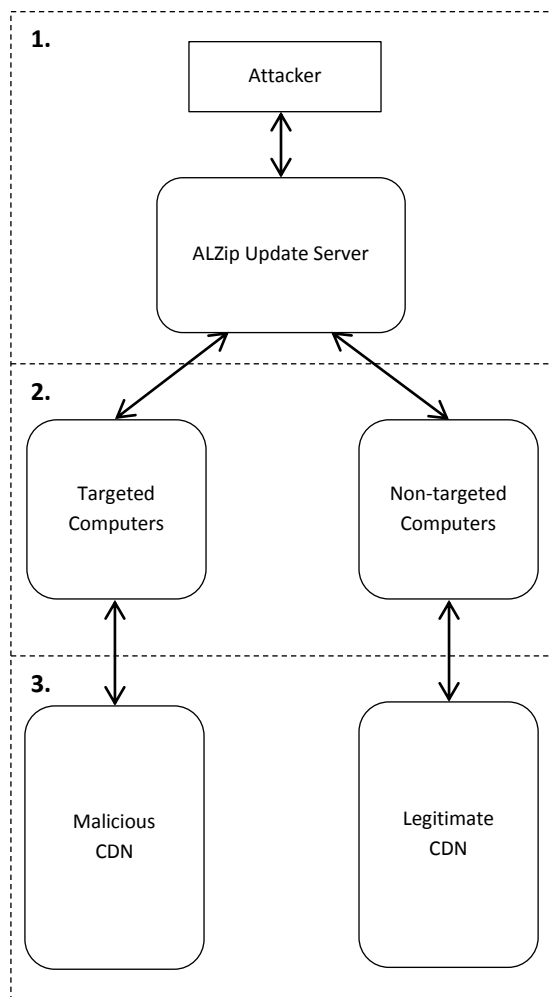 1.
Attacker
ALZip Update Server
2.
Targeted
Computers
Non-targeted
Computers
3.
Malicious
CDN
Legitimate
CDN